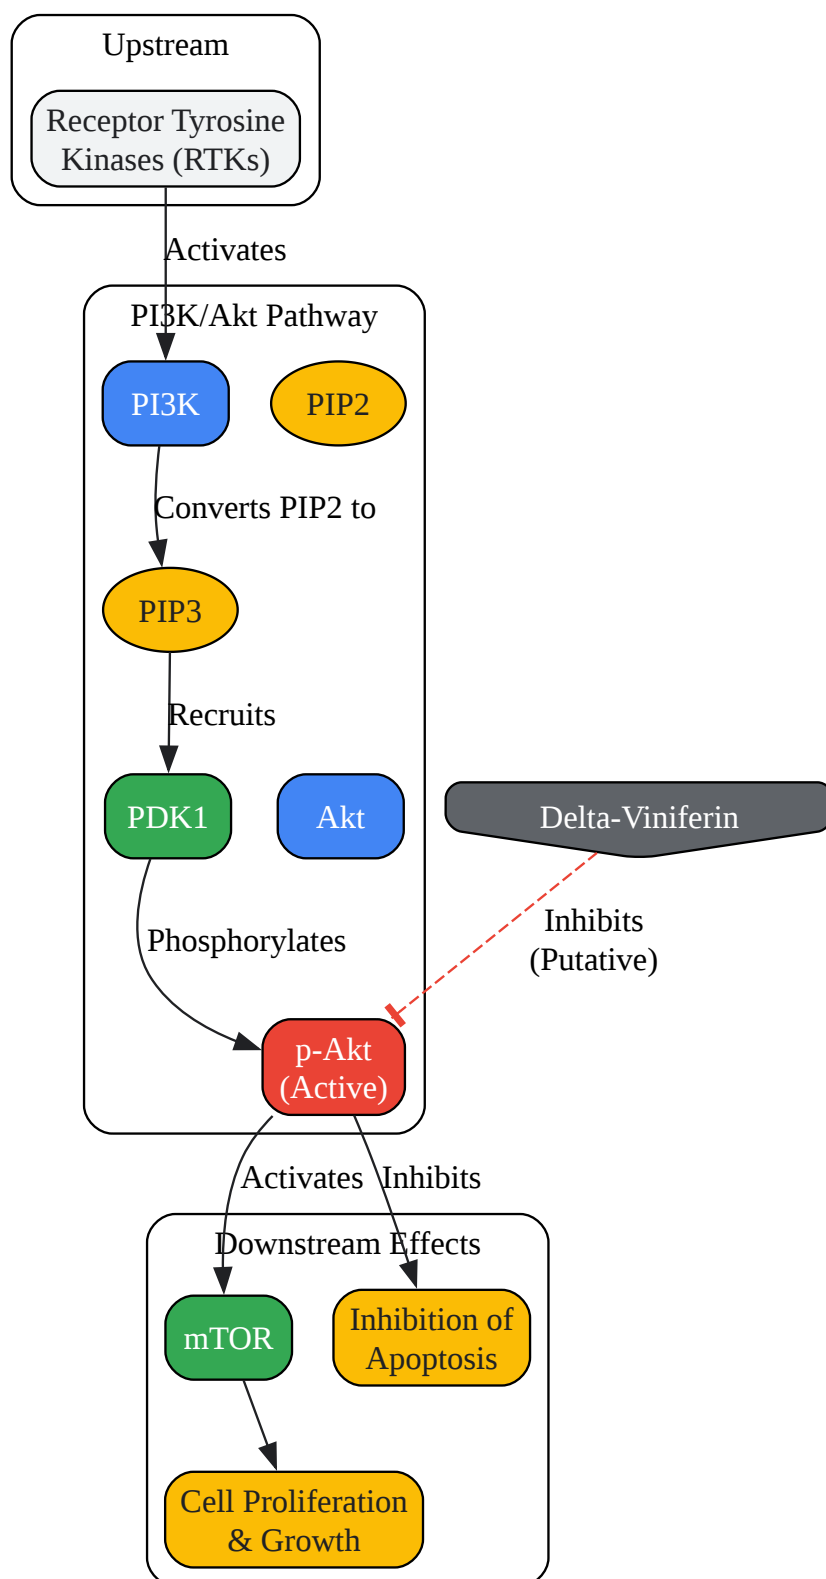 Upstream
Receptor Tyrosine
Kinases (RTKs)
Activates
PI3K/Akt Pathway
PI3K
PIP2
Converts PIP2 to
PIP3
Recruits
PDK1
Akt
Delta-Viniferin
Inhibits
(Putative)
Phosphorylates
p-Akt
(Active)
Activates
Inhibits
Downstream Effects
mTOR
Inhibition of
Apoptosis
Cell Proliferation
& Growth